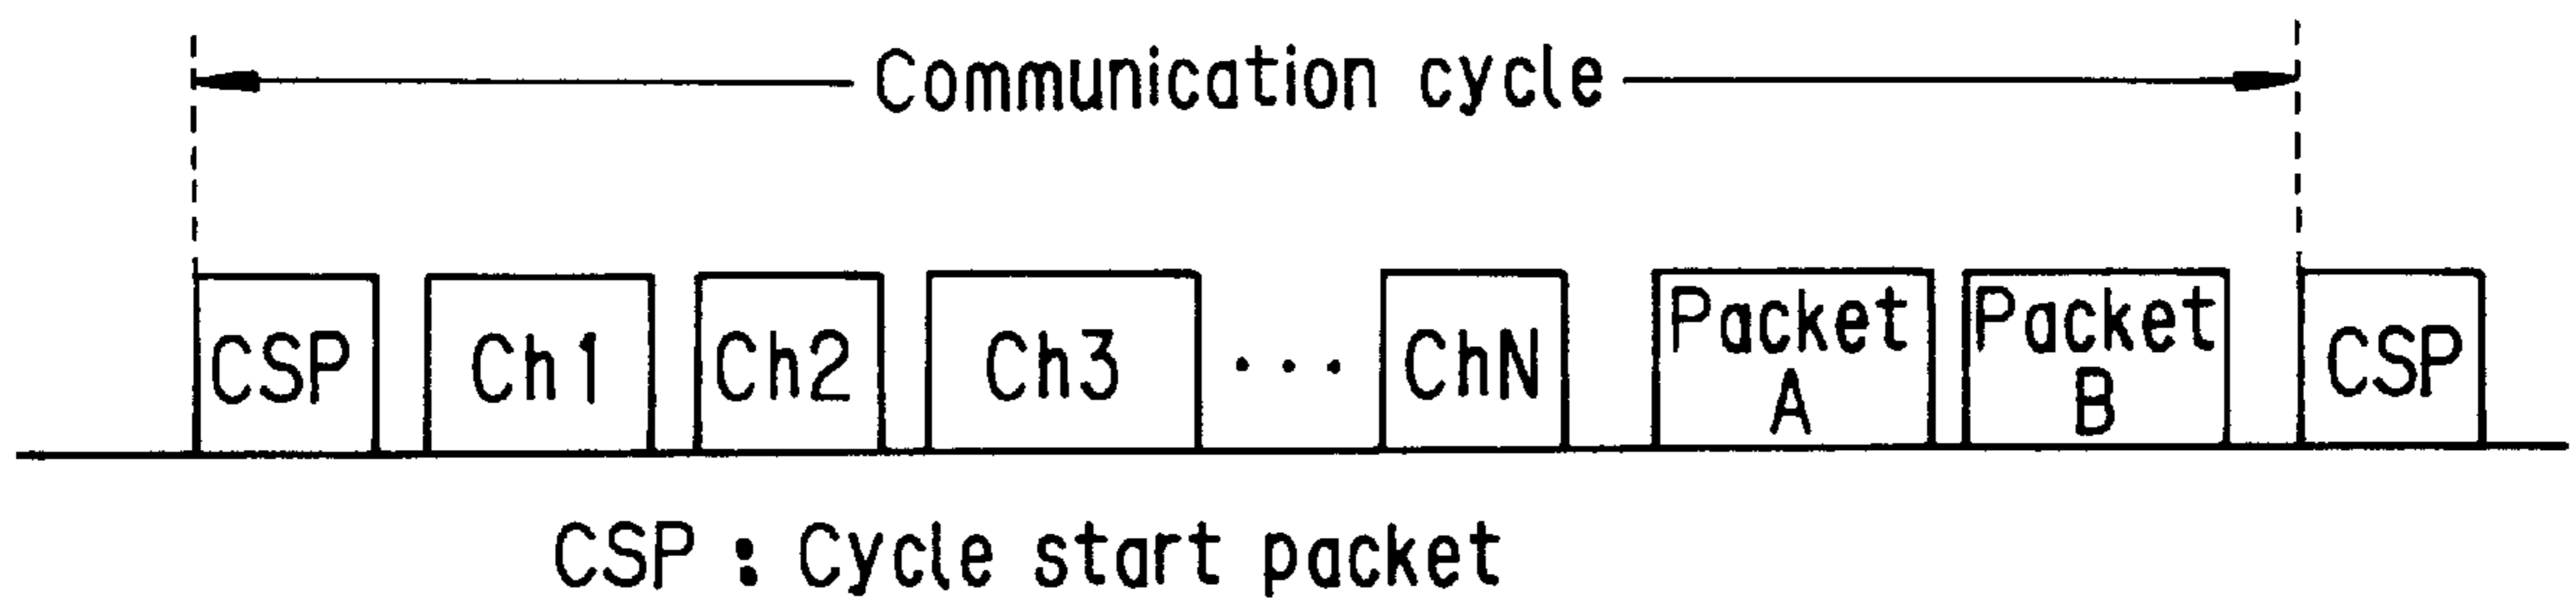 Communication cycle
CSP Ch1 Ch2 Ch3 ... ChN Packet A Packet B CSP
CSP : Cycle start packet